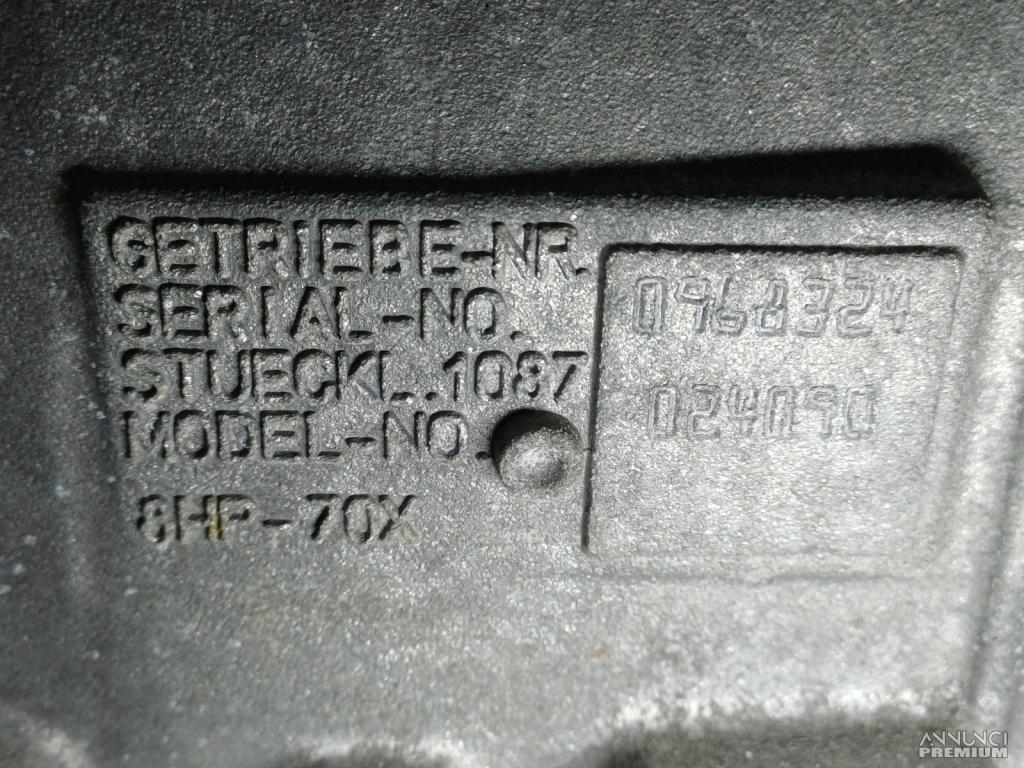 GETRIEBE-NR.
SERIAL-NO. 0968324
STUECKL..1087
MODEL-NO. 024090
8HP-70X
ANNUNCI
PREMIUM